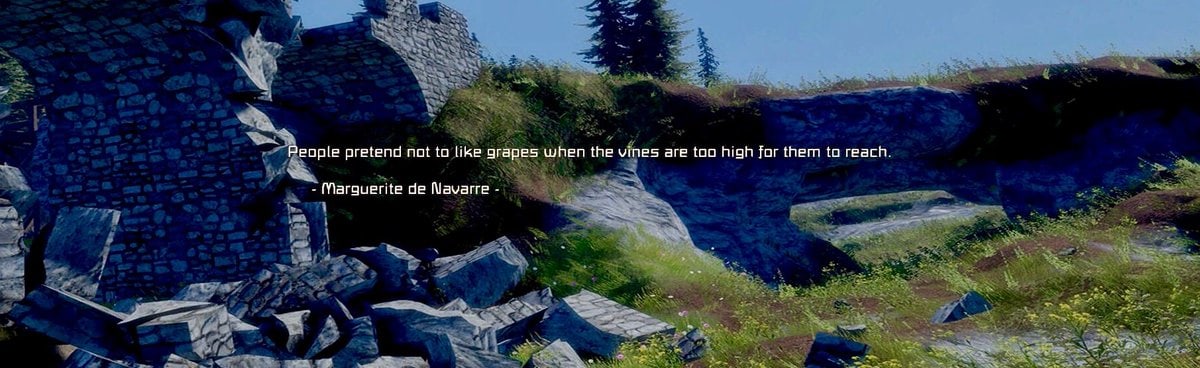 People pretend not to like grapes when the vines are too high for them to reach.
- Marguerite de Navarre -